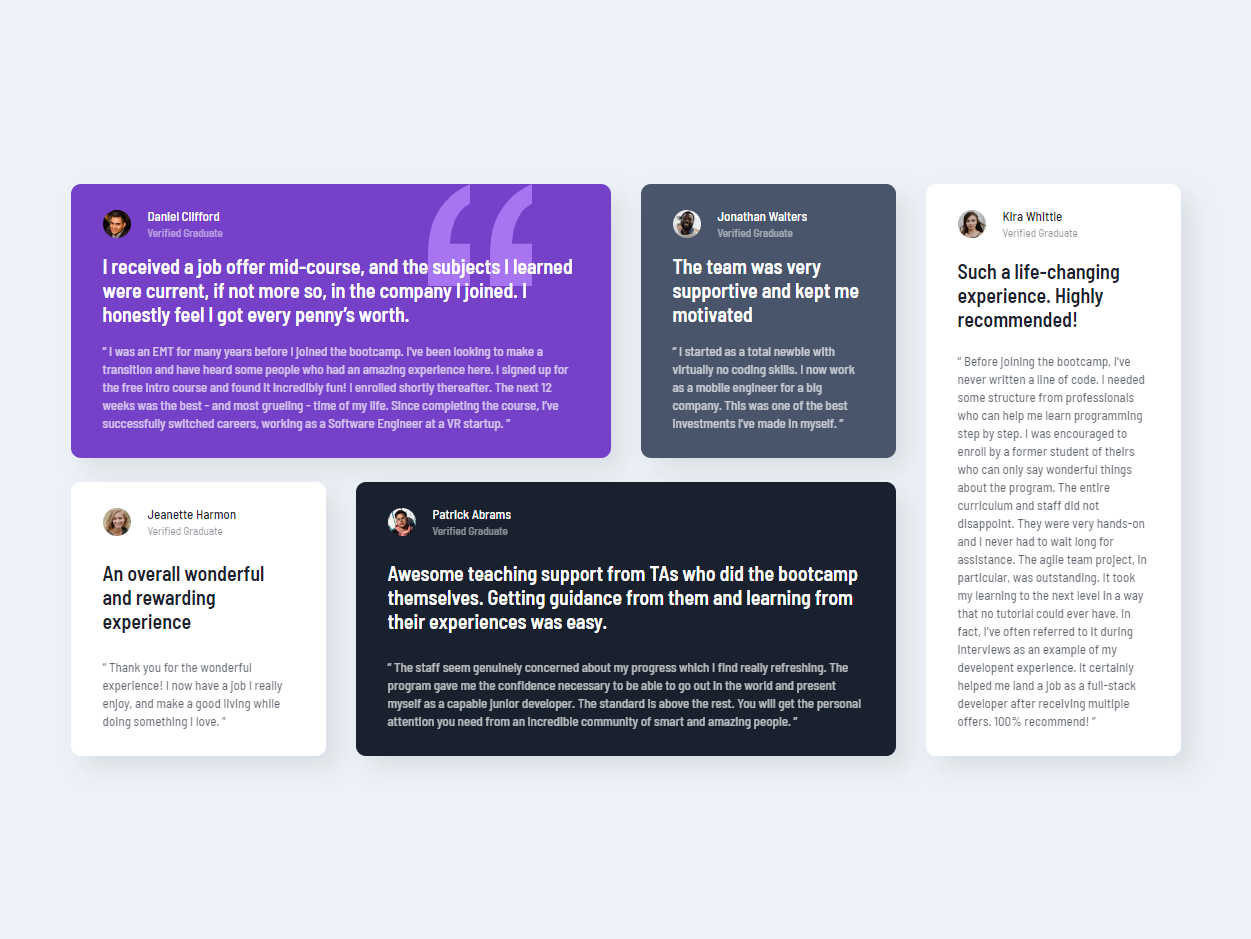 Daniel Clifford
Verified Graduate
I received a job offer mid-course, and the subjects I learned
were current, if not more so, in the company I joined. I
honestly feel I got every penny’s worth.
“ I was an EMT for many years before I joined the bootcamp. I’ve been looking to make a
transition and have heard some people who had an amazing experience here. I signed up for
the free intro course and found it incredibly fun! I enrolled shortly thereafter. The next 12
weeks was the best - and most grueling - time of my life. Since completing the course, I’ve
successfully switched careers, working as a Software Engineer at a VR startup. ”
Jonathan Walters
Verified Graduate
The team was very
supportive and kept me
motivated
“ I started as a total newbie with
virtually no coding skills. I now work
as a mobile engineer for a big
company. This was one of the best
investments I’ve made in myself. ”
Kira Whittle
Verified Graduate
Such a life-changing
experience. Highly
recommended!
“ Before joining the bootcamp, I’ve
never written a line of code. I needed
some structure from professionals
who can help me learn programming
step by step. I was encouraged to
enroll by a former student of theirs
who can only say wonderful things
about the program. The entire
curriculum and staff did not
disappoint. They were very hands-on
and I never had to wait long for
assistance. The agile team project, in
particular, was outstanding. It took
my learning to the next level in a way
that no tutorial could ever have. In
fact, I’ve often referred to it during
interviews as an example of my
developent experience. It certainly
helped me land a job as a full-stack
developer after receiving multiple
offers. 100% recommend! ”
Jeanette Harmon
Verified Graduate
An overall wonderful
and rewarding
experience
“ Thank you for the wonderful
experience! I now have a job I really
enjoy, and make a good living while
doing something I love. ”
Patrick Abrams
Verified Graduate
Awesome teaching support from TAs who did the bootcamp
themselves. Getting guidance from them and learning from
their experiences was easy.
“ The staff seem genuinely concerned about my progress which I find really refreshing. The
program gave me the confidence necessary to be able to go out in the world and present
myself as a capable junior developer. The standard is above the rest. You will get the personal
attention you need from an incredible community of smart and amazing people. ”